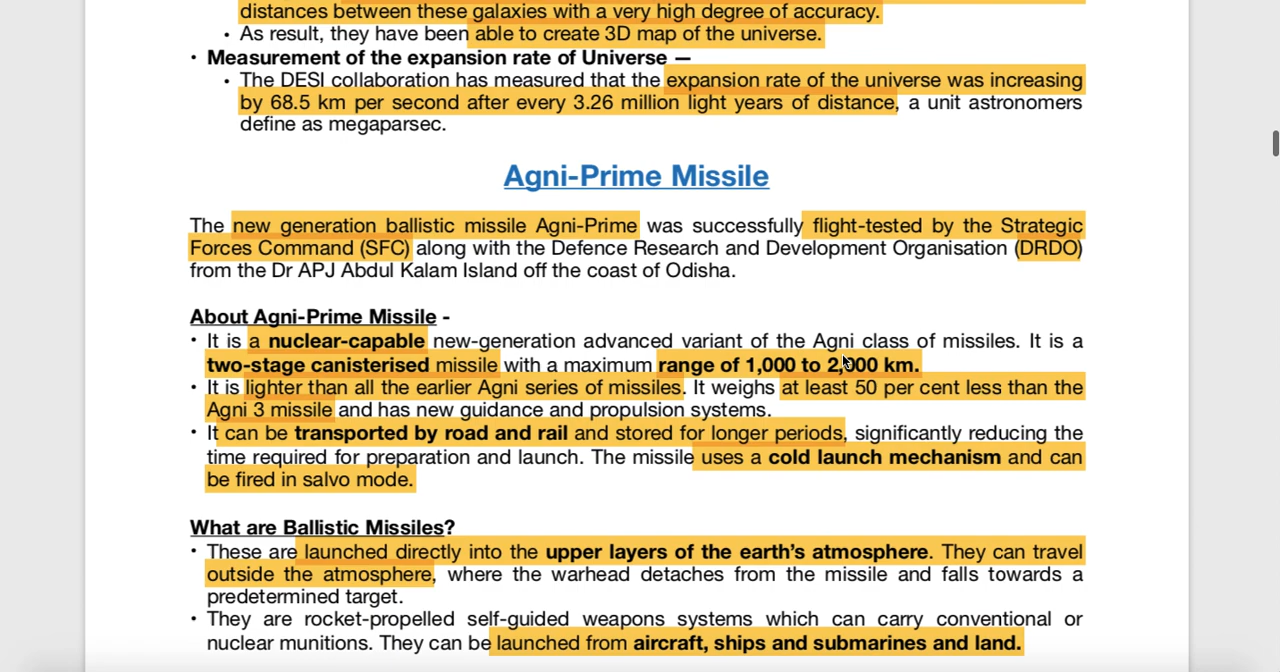 distances between these galaxies with a very high degree of accuracy.
• As result, they have been able to create 3D map of the universe.
• Measurement of the expansion rate of Universe —
• The DESI collaboration has measured that the expansion rate of the universe was increasing
by 68.5 km per second after every 3.26 million light years of distance, a unit astronomers
define as megaparsec.
Agni-Prime Missile
The new generation ballistic missile Agni-Prime was successfully flight-tested by the Strategic
Forces Command (SFC) along with the Defence Research and Development Organisation (DRDO)
from the Dr APJ Abdul Kalam Island off the coast of Odisha.
About Agni-Prime Missile -
• It is a nuclear-capable new-generation advanced variant of the Agni class of missiles. It is a
two-stage canisterised missile with a maximum range of 1,000 to 2,000 km.
• It is lighter than all the earlier Agni series of missiles. It weighs at least 50 per cent less than the
Agni 3 missile and has new guidance and propulsion systems.
• It can be transported by road and rail and stored for longer periods, significantly reducing the
time required for preparation and launch. The missile uses a cold launch mechanism and can
be fired in salvo mode.
What are Ballistic Missiles?
• These are launched directly into the upper layers of the earth's atmosphere. They can travel
outside the atmosphere, where the warhead detaches from the missile and falls towards a
predetermined target.
• They are rocket-propelled self-guided weapons systems which can carry conventional or
nuclear munitions. They can be launched from aircraft, ships and submarines and land.